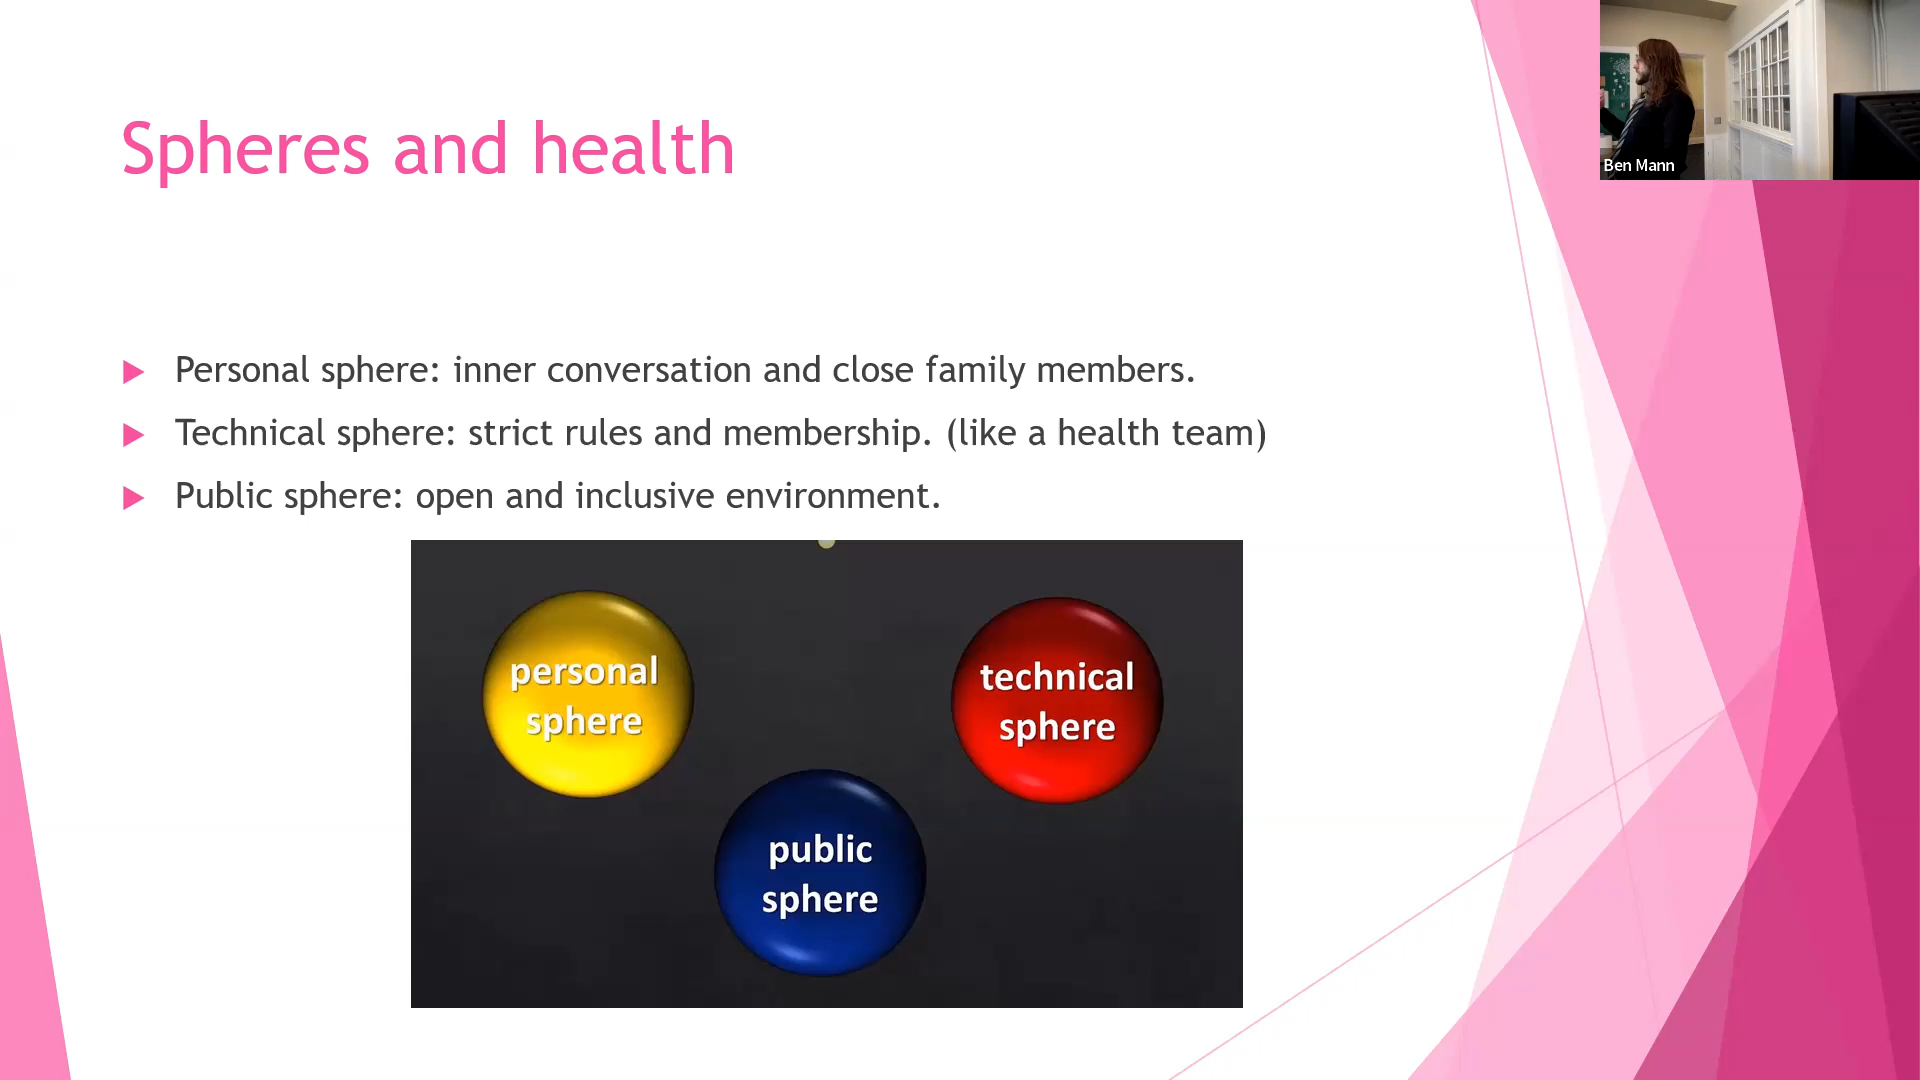 Spheres and health
Ben Mann
Personal sphere: inner conversation and close family members.
Technical sphere: strict rules and membership. (like a health team)
Public sphere: open and inclusive environment.
personal
sphere
technical
sphere
public
sphere